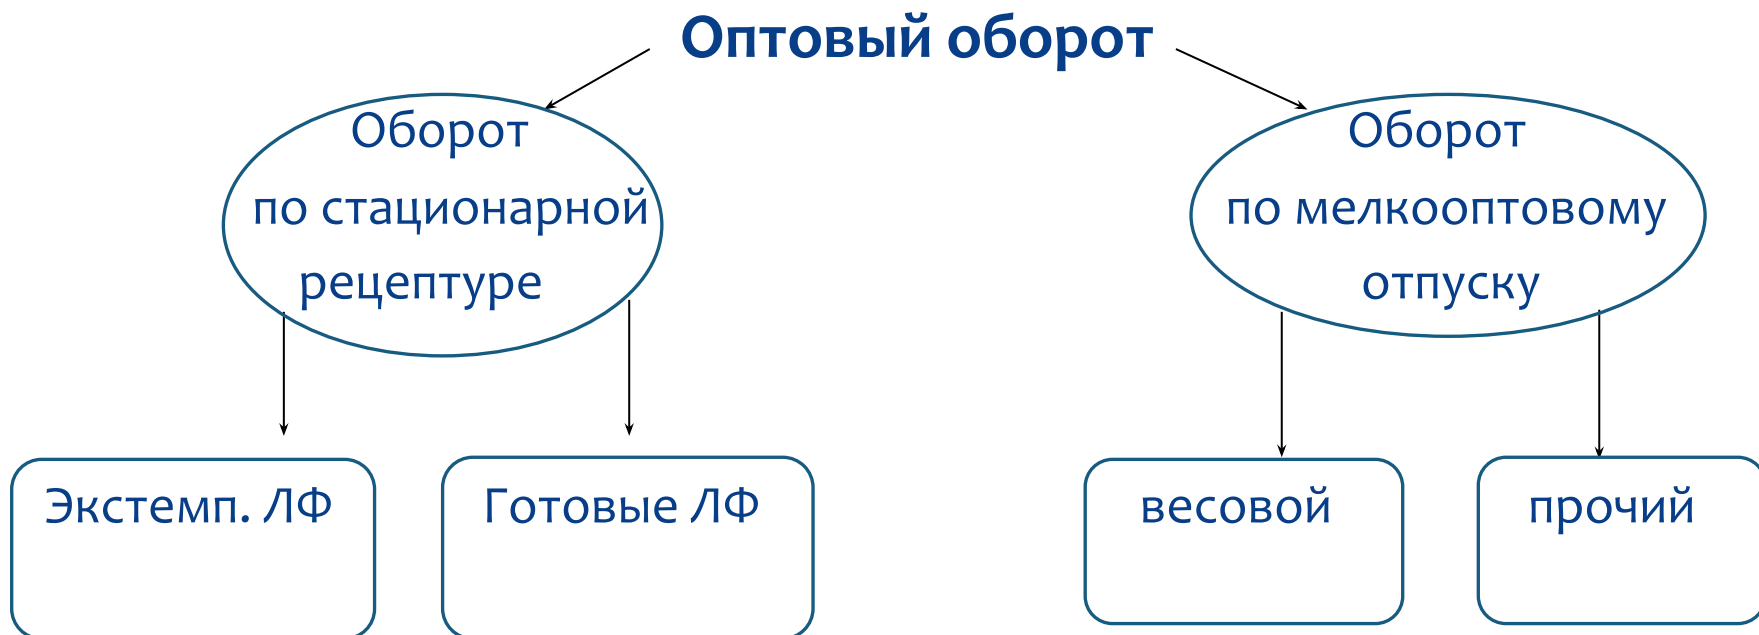 Оптовый оборот
Оборот
по стационарной
рецептуре
Оборот
по мелкооптовому
отпуску
Экстемп. ЛФ
Готовые ЛФ
весовой
прочий